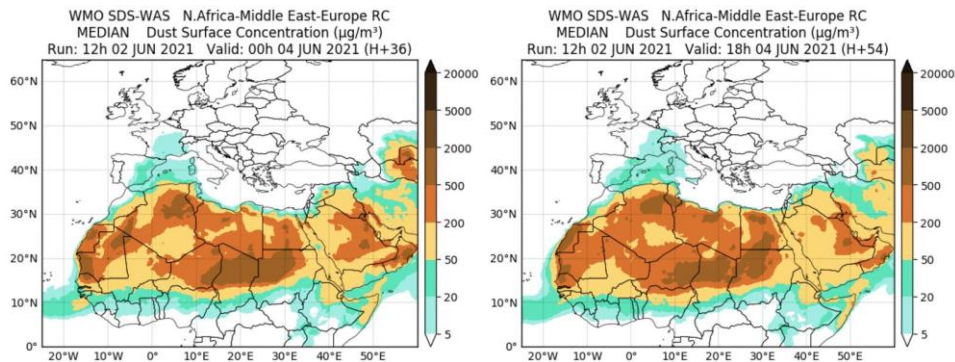 WMO SDS-WAS N.Africa-Middle East-Europe RC
MEDIAN Dust Surface Concentration (µg/m³)
Run: 12h 02 JUN 2021 Valid: 00h 04 JUN 2021 (H+36)
60°N
50°N
40°N
30°N
20°N
10°N
0°
20°W
10°W
0°
10°E
20°E
30°E
40°E
50°E
20000
5000
2000
500
200
50
20
5
WMO SDS-WAS N.Africa-Middle East-Europe RC
MEDIAN Dust Surface Concentration (µg/m³)
Run: 12h 02 JUN 2021 Valid: 18h 04 JUN 2021 (H+54)
60°N
50°N
40°N
30°N
20°N
10°N
0°
20°W
10°W
0°
10°E
20°E
30°E
40°E
50°E
20000
5000
2000
500
200
50
20
5